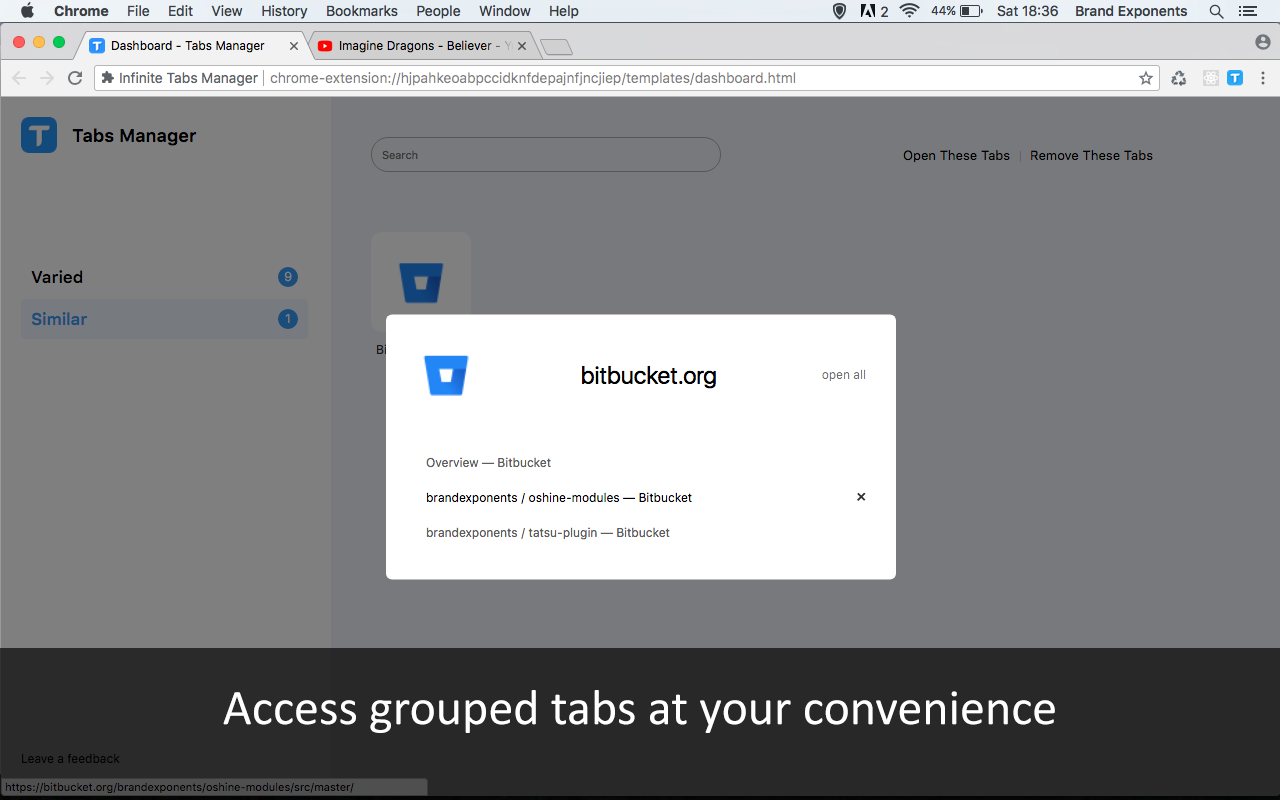 Chrome File Edit View History Bookmarks People Window Help 2 44% Sat 18:36 Brand Exponents
Dashboard - Tabs Manager
Imagine Dragons - Believer -
Infinite Tabs Manager | chrome-extension://hjpahkeoabpccidknfdepajnfjncjiep/templates/dashboard.html
Tabs Manager
Search
Open These Tabs | Remove These Tabs
Varied 9
Similar 1
Bi
bitbucket.org
open all
Overview — Bitbucket
brandexponents / oshine-modules — Bitbucket
brandexponents / tatsu-plugin — Bitbucket
Access grouped tabs at your convenience
Leave a feedback
https://bitbucket.org/brandexponents/oshine-modules/src/master/